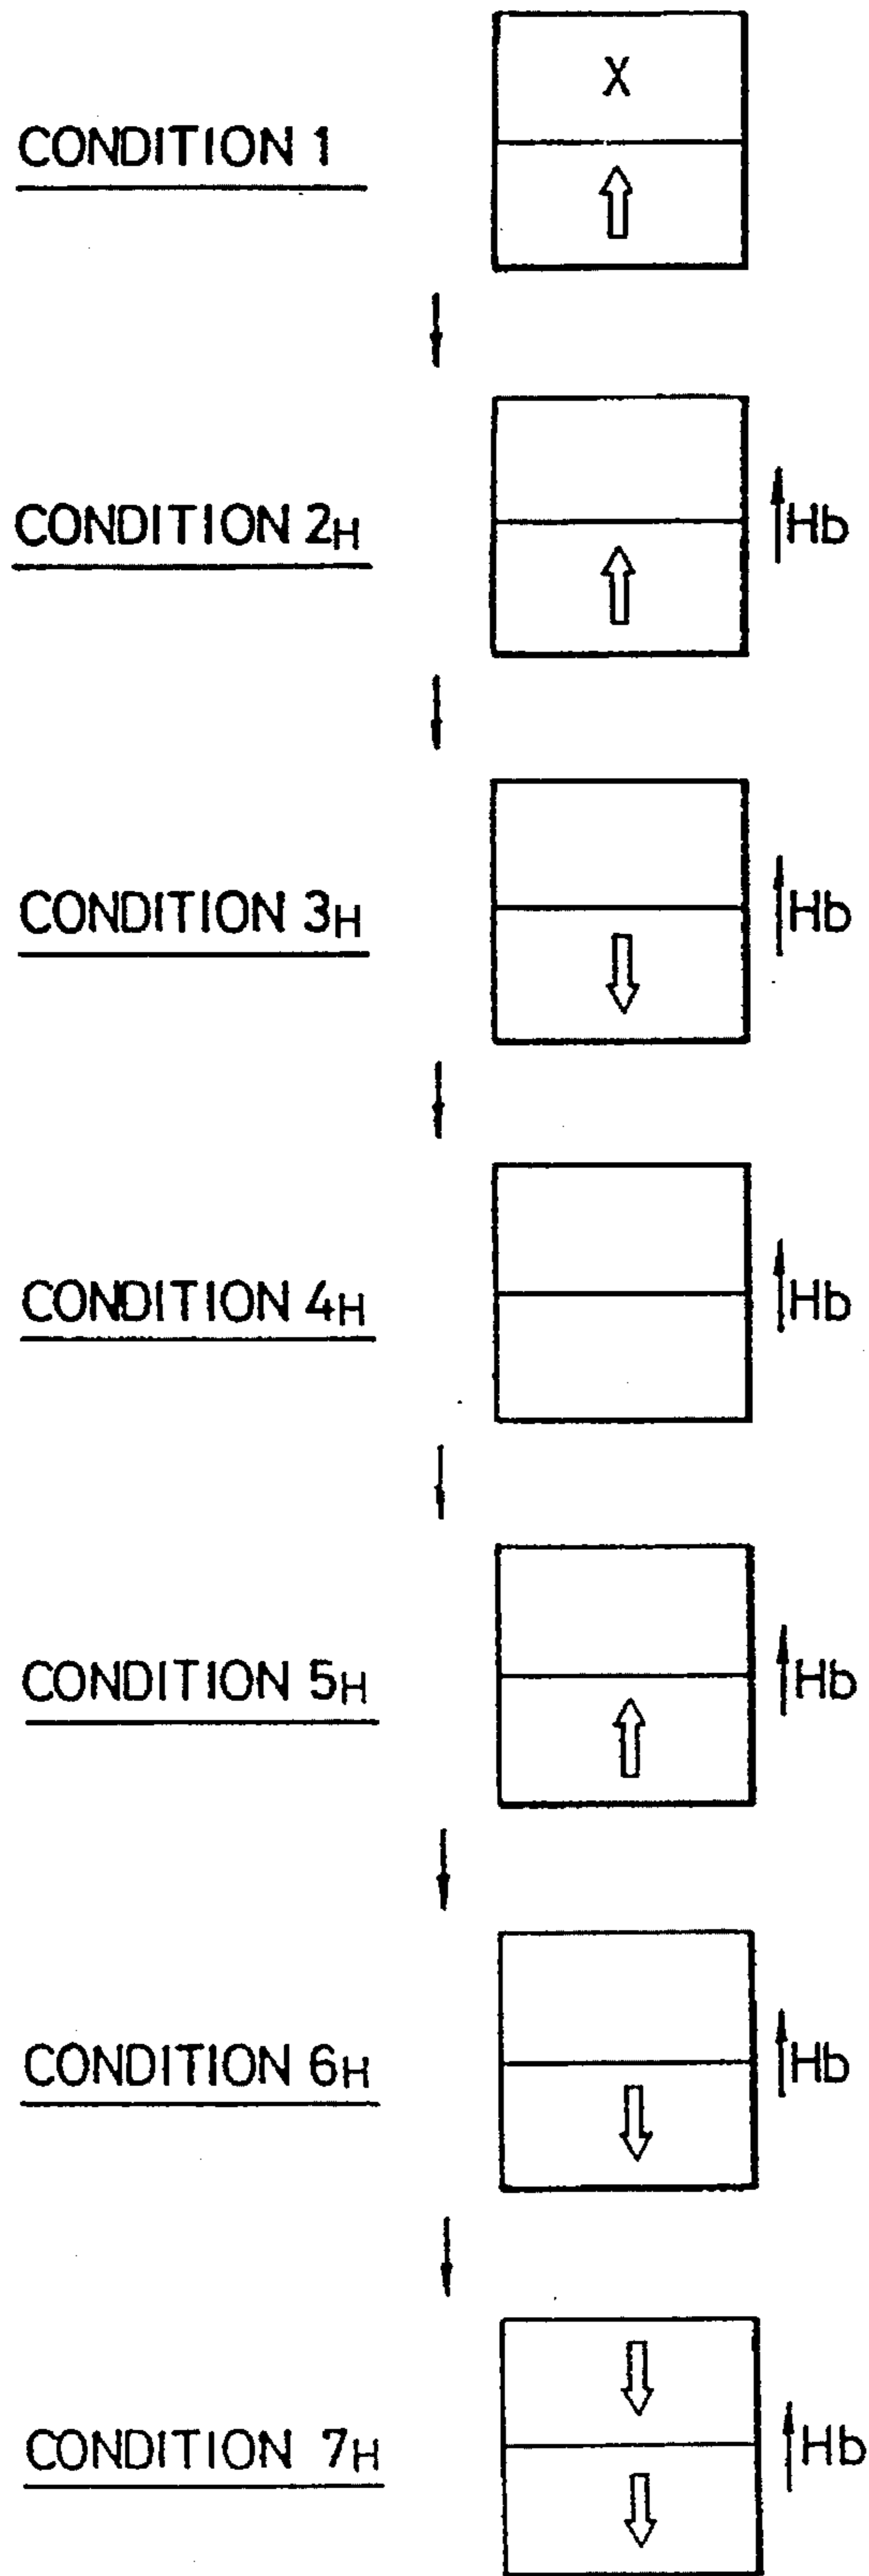 X
CONDITION 1
CONDITION 2H
Hb
CONDITION 3H
Hb
CONDITION 4H
Hb
CONDITION 5H
Hb
CONDITION 6H
Hb
CONDITION 7H
Hb